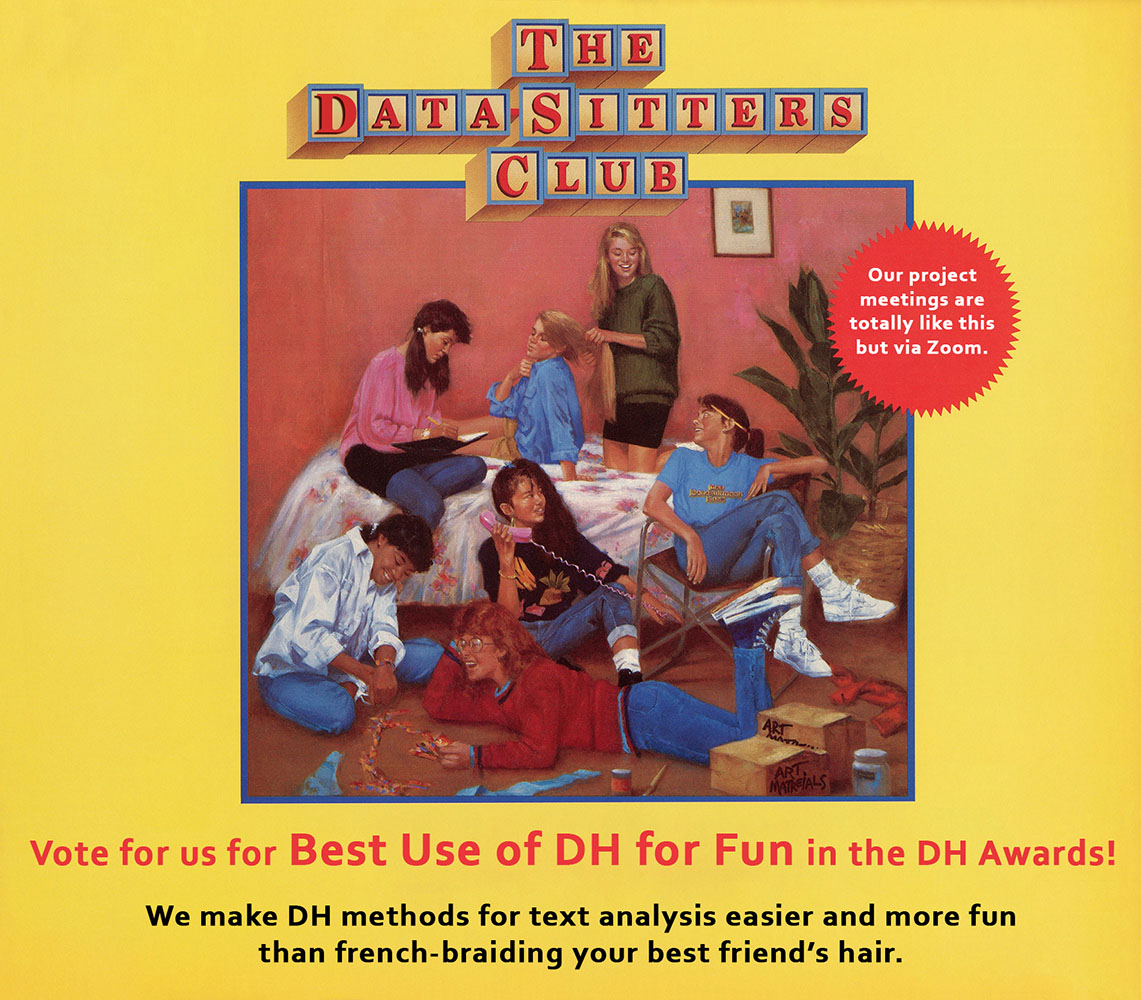 THE
DATA-SITTERS
CLUB
Our project
meetings are
totally like this
but via Zoom.
ART
ART
MATREIALS
Vote for us for Best Use of DH for Fun in the DH Awards!
We make DH methods for text analysis easier and more fun
than french-braiding your best friend's hair.